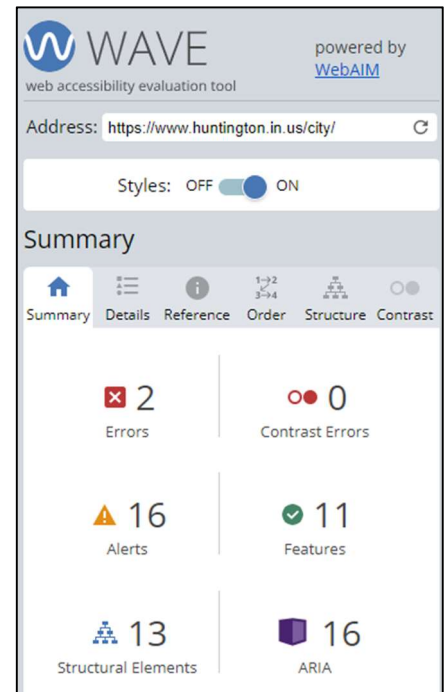 WAVE
web accessibility evaluation tool
powered by
WebAIM
Address: https://www.huntington.in.us/city/
Styles: OFF ON
Summary
Summary Details Reference Order Structure Contrast
2
Errors
0
Contrast Errors
16
Alerts
11
Features
13
Structural Elements
16
ARIA